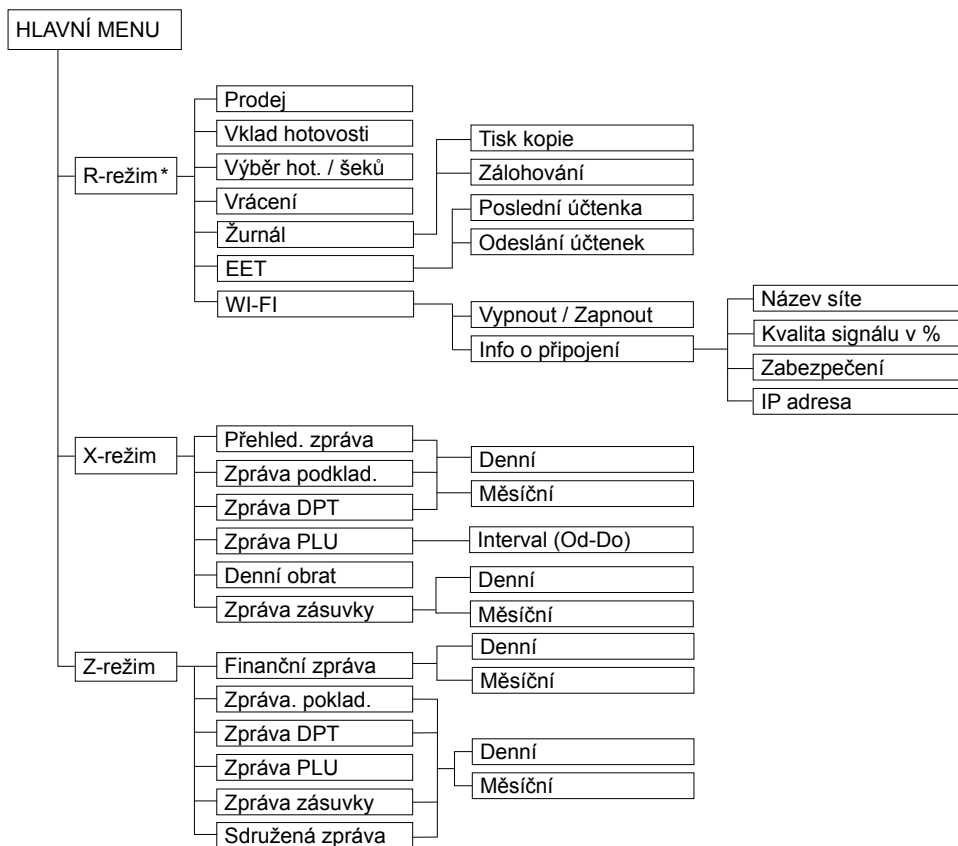 HLAVNÍ MENU
R-režim*
Prodej
Vklad hotovosti
Výběr hot. / šeků
Vrácení
Žurnál
EET
WI-FI
Tisk kopie
Zálohování
Poslední účtenka
Odeslání účtenek
Vypnout / Zapnout
Info o připojení
Název síte
Kvalita signálu v %
Zabezpečení
IP adresa
X-režim
Přehled. zpráva
Zpráva podklad.
Zpráva DPT
Zpráva PLU
Denní obrat
Zpráva zásuvky
Denní
Měsíční
Interval (Od-Do)
Denní
Měsíční
Z-režim
Finanční zpráva
Zpráva. poklad.
Zpráva DPT
Zpráva PLU
Zpráva zásuvky
Sdružená zpráva
Denní
Měsíční
Denní
Měsíční